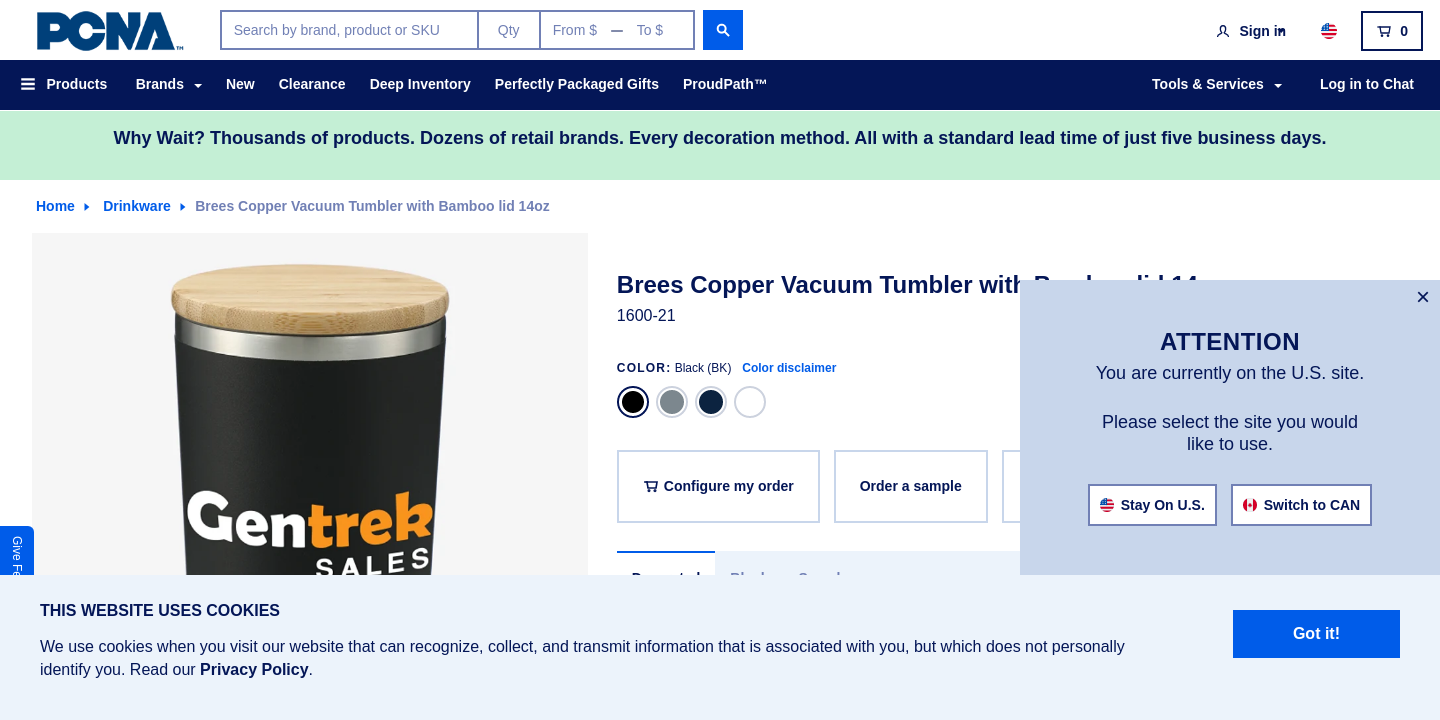 PCNA™
Search by brand, product or SKU
Qty
From $ — To $
Sign in
0
Products
Brands
New
Clearance
Deep Inventory
Perfectly Packaged Gifts
ProudPath™
Tools & Services
Log in to Chat
Why Wait? Thousands of products. Dozens of retail brands. Every decoration method. All with a standard lead time of just five business days.
Home
Drinkware
Brees Copper Vacuum Tumbler with Bamboo lid 14oz
Brees Copper Vacuum Tumbler with
1600-21
COLOR: Black (BK) Color disclaimer
Configure my order
Order a sample
Gentrek
SALES
Give
ATTENTION
You are currently on the U.S. site.
Please select the site you would
like to use.
Stay On U.S.
Switch to CAN
THIS WEBSITE USES COOKIES
We use cookies when you visit our website that can recognize, collect, and transmit information that is associated with you, but which does not personally
identify you. Read our Privacy Policy.
Got it!